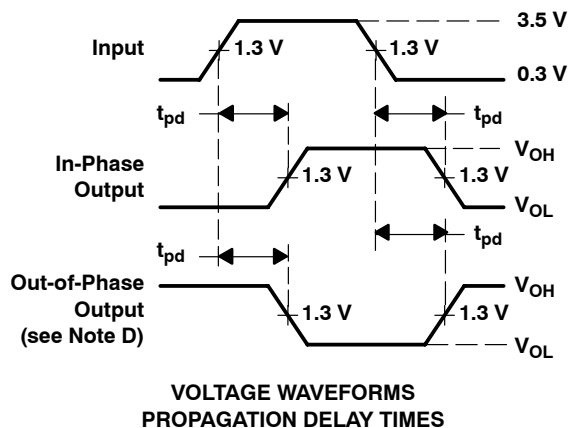 3.5 V
Input
1.3 V
1.3 V
0.3 V
tpd
tpd
In-Phase
Output
VOH
1.3 V
1.3 V
VOL
tpd
tpd
Out-of-Phase
Output
(see Note D)
VOH
1.3 V
1.3 V
VOL
VOLTAGE WAVEFORMS
PROPAGATION DELAY TIMES